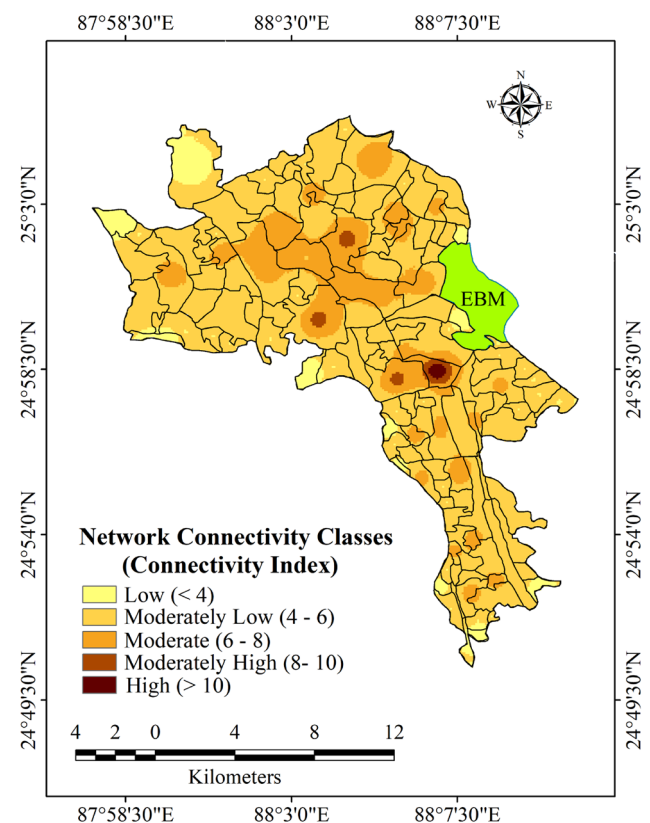 87°58'30"E 88°3'0"E 88°7'30"E
N
W E
S
25°3'0"N 25°3'0"N
EBM
24°58'30"N 24°58'30"N
24°54'0"N 24°54'0"N
Network Connectivity Classes
(Connectivity Index)
Low (< 4)
Moderately Low (4 - 6)
Moderate (6 - 8)
Moderately High (8- 10)
High (> 10)
24°49'30"N 24°49'30"N
4 2 0 4 8 12
Kilometers
87°58'30"E 88°3'0"E 88°7'30"E